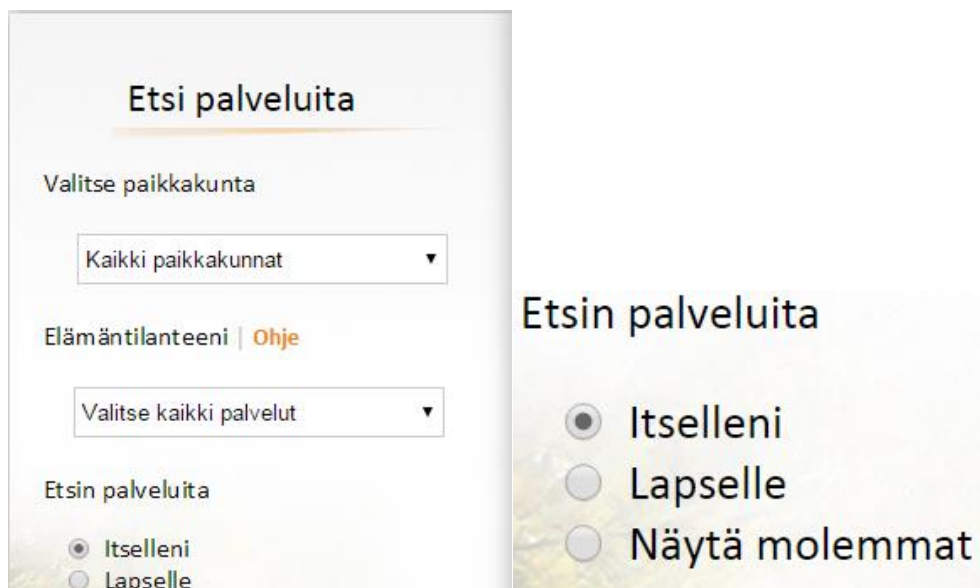 Etsi palveluita
Valitse paikkakunta
Kaikki paikkakunnat
Elämäntilanteeni | Ohje
Valitse kaikki palvelut
Etsin palveluita
Itselleni
Lapselle
Etsin palveluita
Itselleni
Lapselle
Näytä molemmat